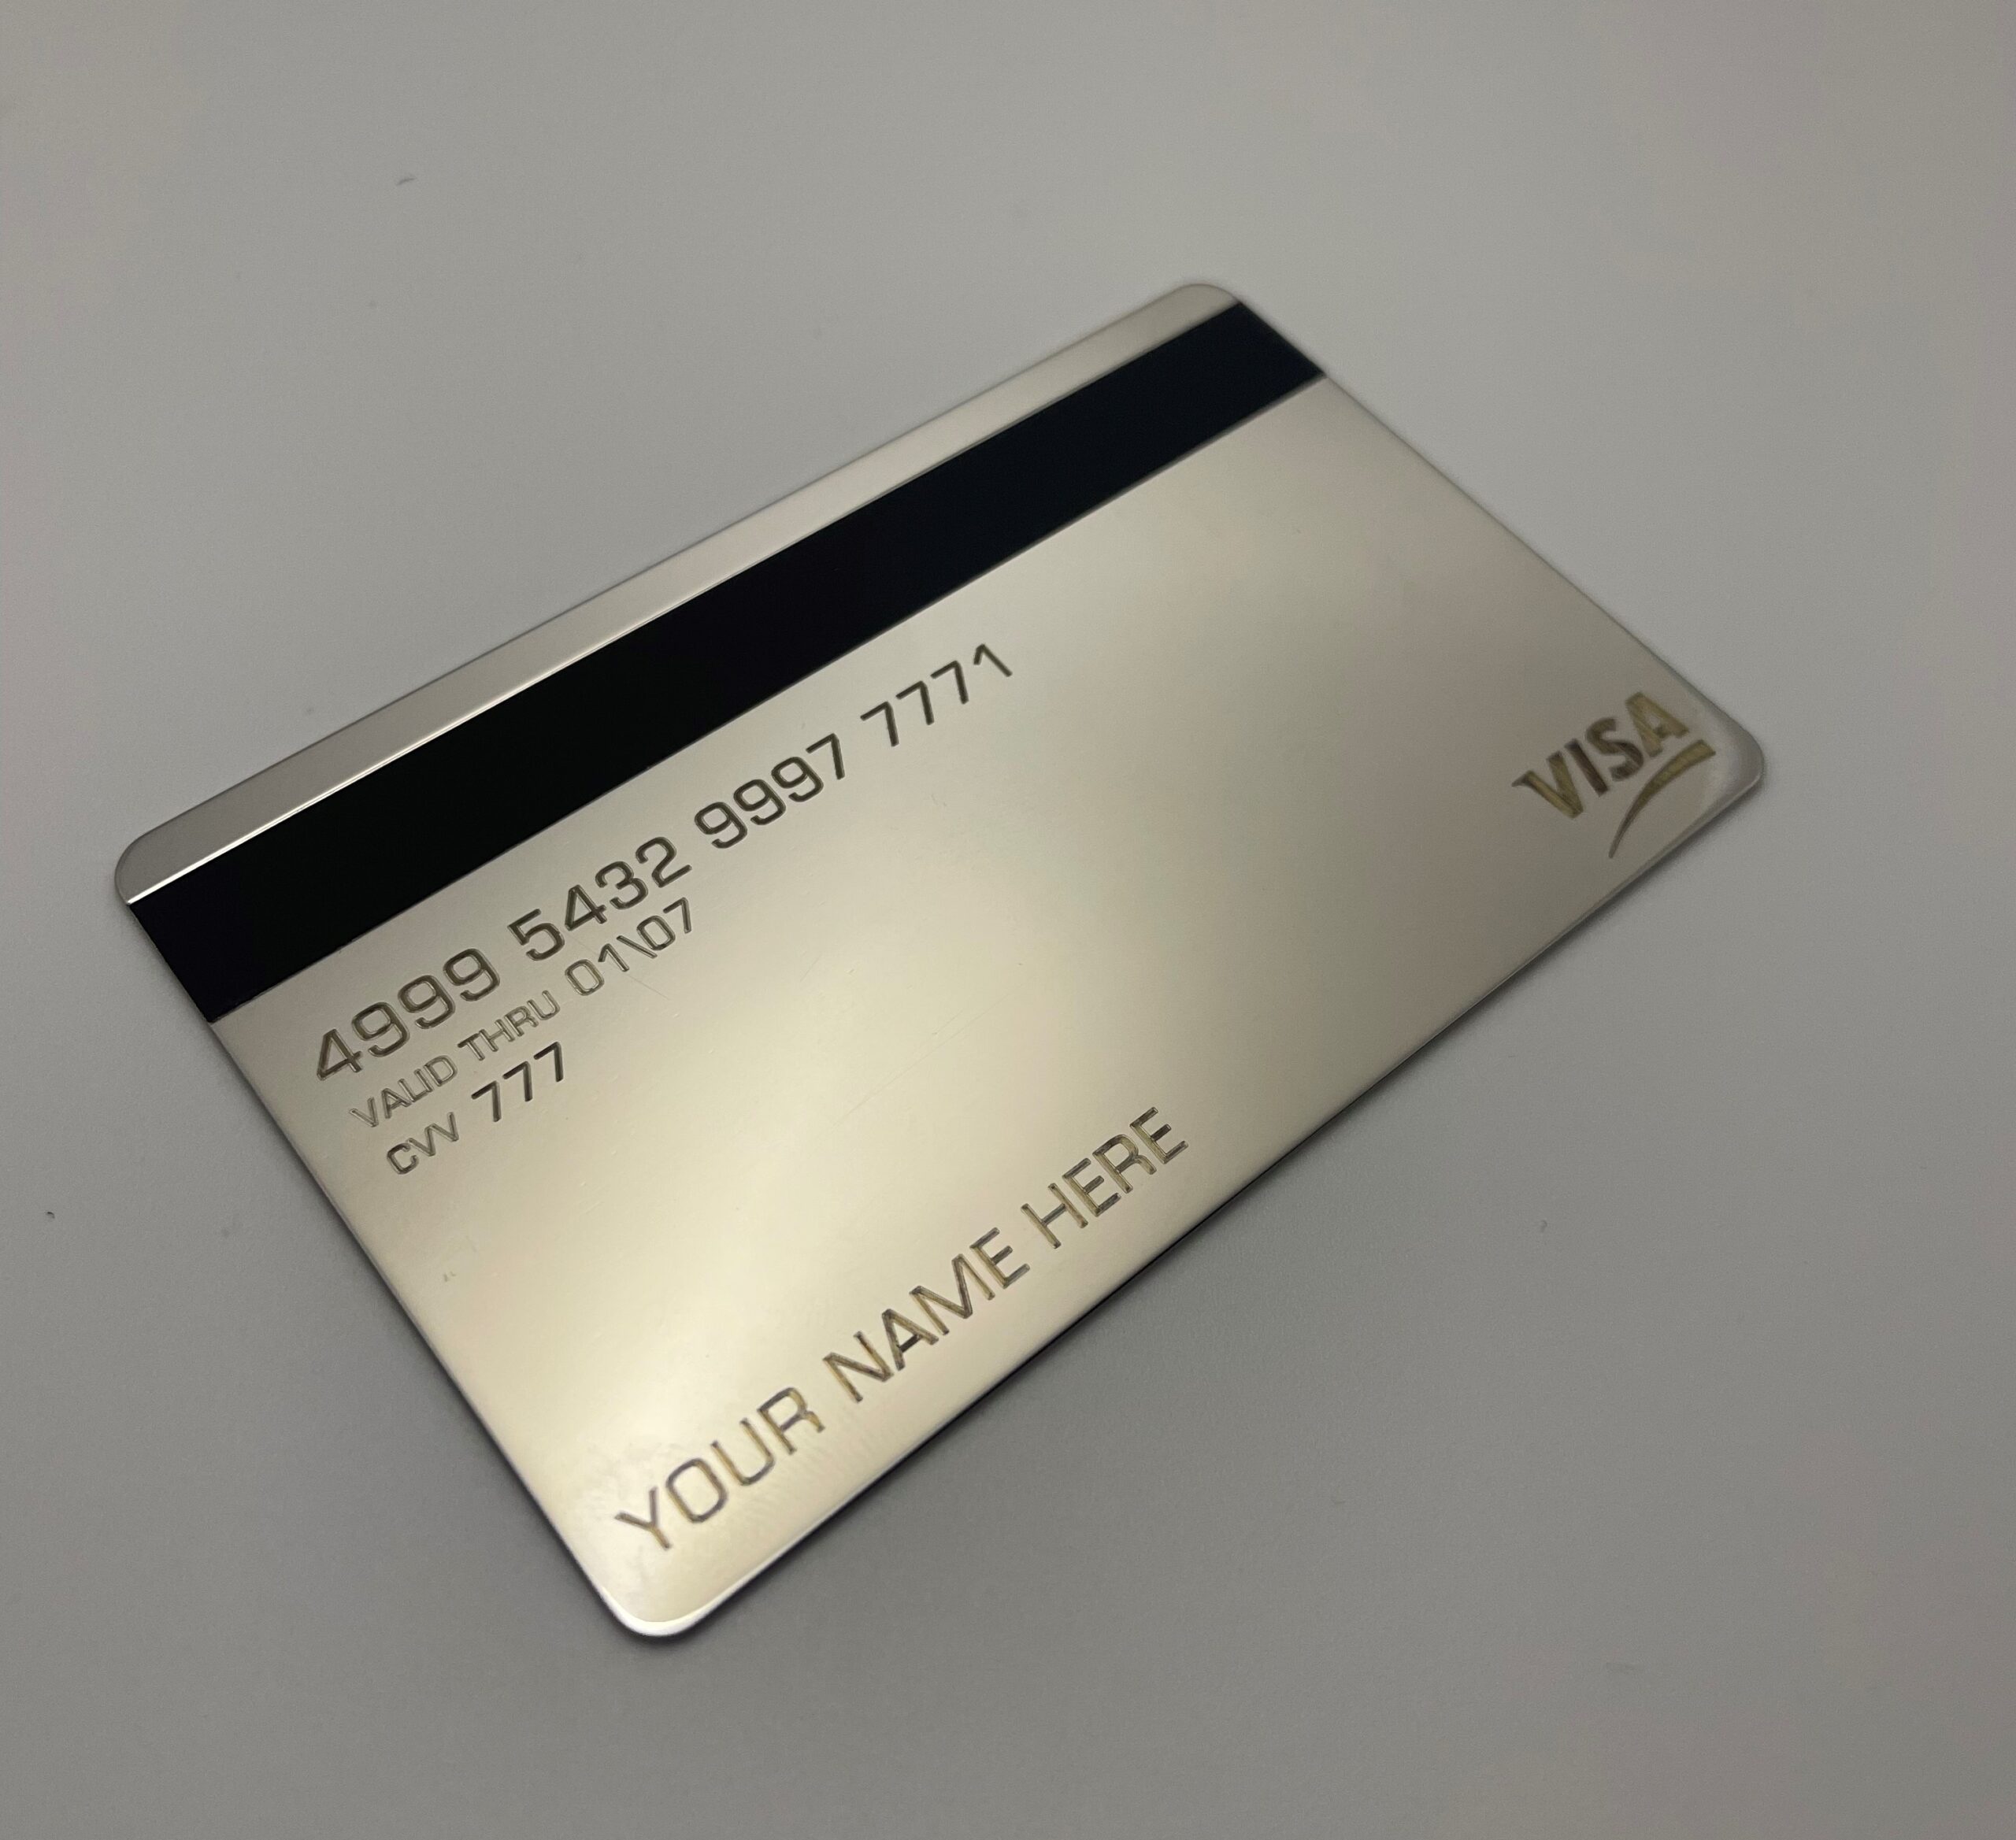 4999 5432 9997 7771
VALID THRU 01\07
CVV 777
VISA
YOUR NAME HERE